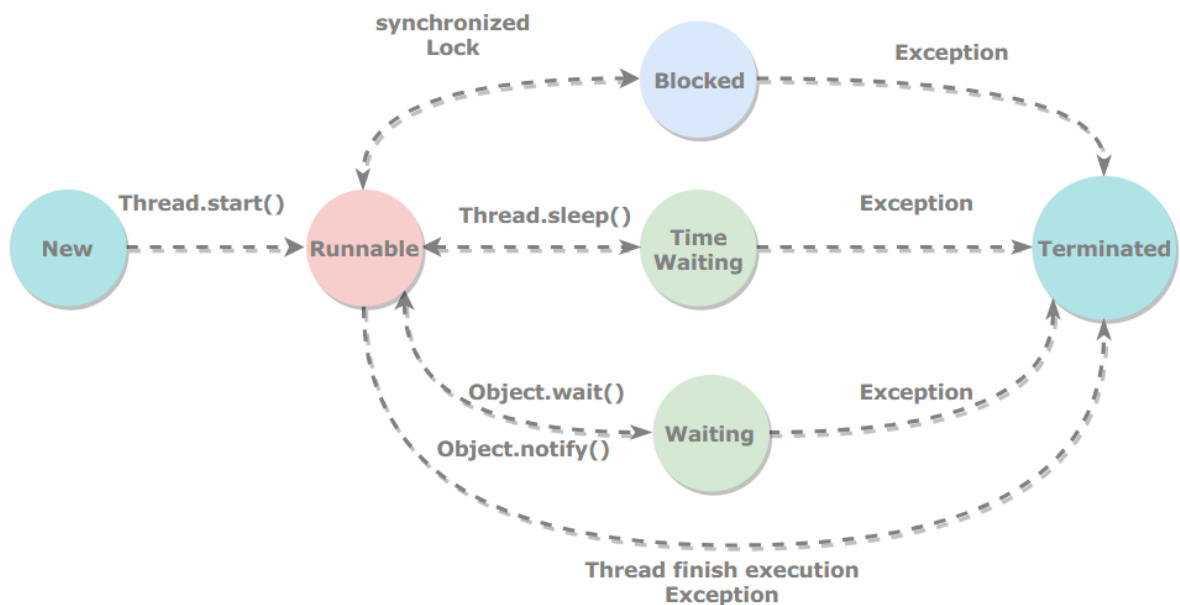 synchronized
Lock
Blocked
Exception
Thread.start()
New
Runnable
Thread.sleep()
Time
Waiting
Exception
Terminated
Object.wait()
Object.notify()
Waiting
Exception
Thread finish execution
Exception